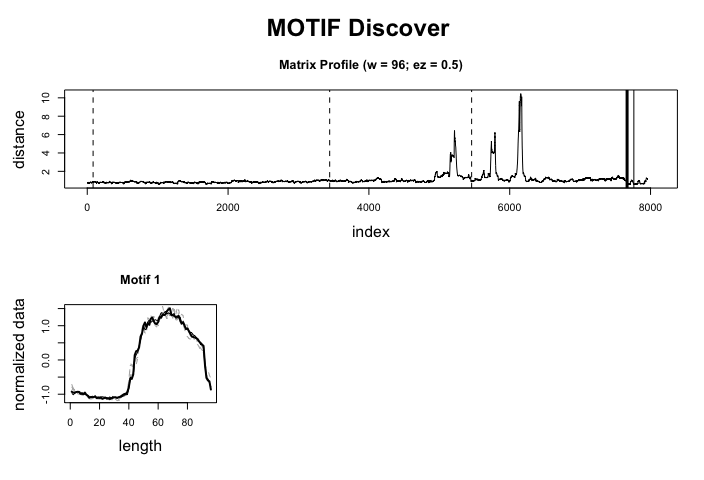 MOTIF Discover
Matrix Profile (w = 96; ez = 0.5)
distance
10
8
6
4
2
0 2000 4000 6000 8000
index
Motif 1
normalized data
1.0
0.0
-1.0
0 20 40 60 80
length